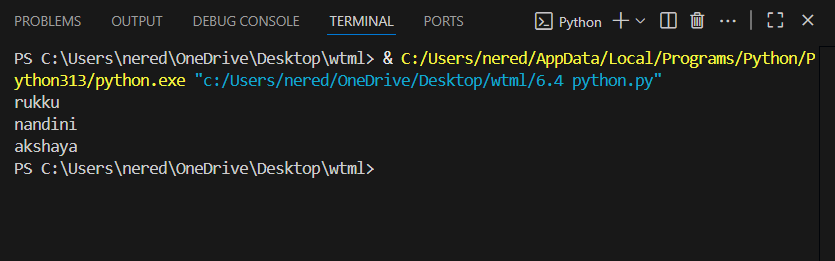 PROBLEMS OUTPUT DEBUG CONSOLE TERMINAL PORTS Python
PS C:\Users\nered\OneDrive\Desktop\wtml> & C:/Users/nered/AppData/Local/Programs/Python/P
ython313/python.exe "c:/Users/nered/OneDrive/Desktop/wtml/6.4 python.py"
rukku
nandini
akshaya
PS C:\Users\nered\OneDrive\Desktop\wtml>